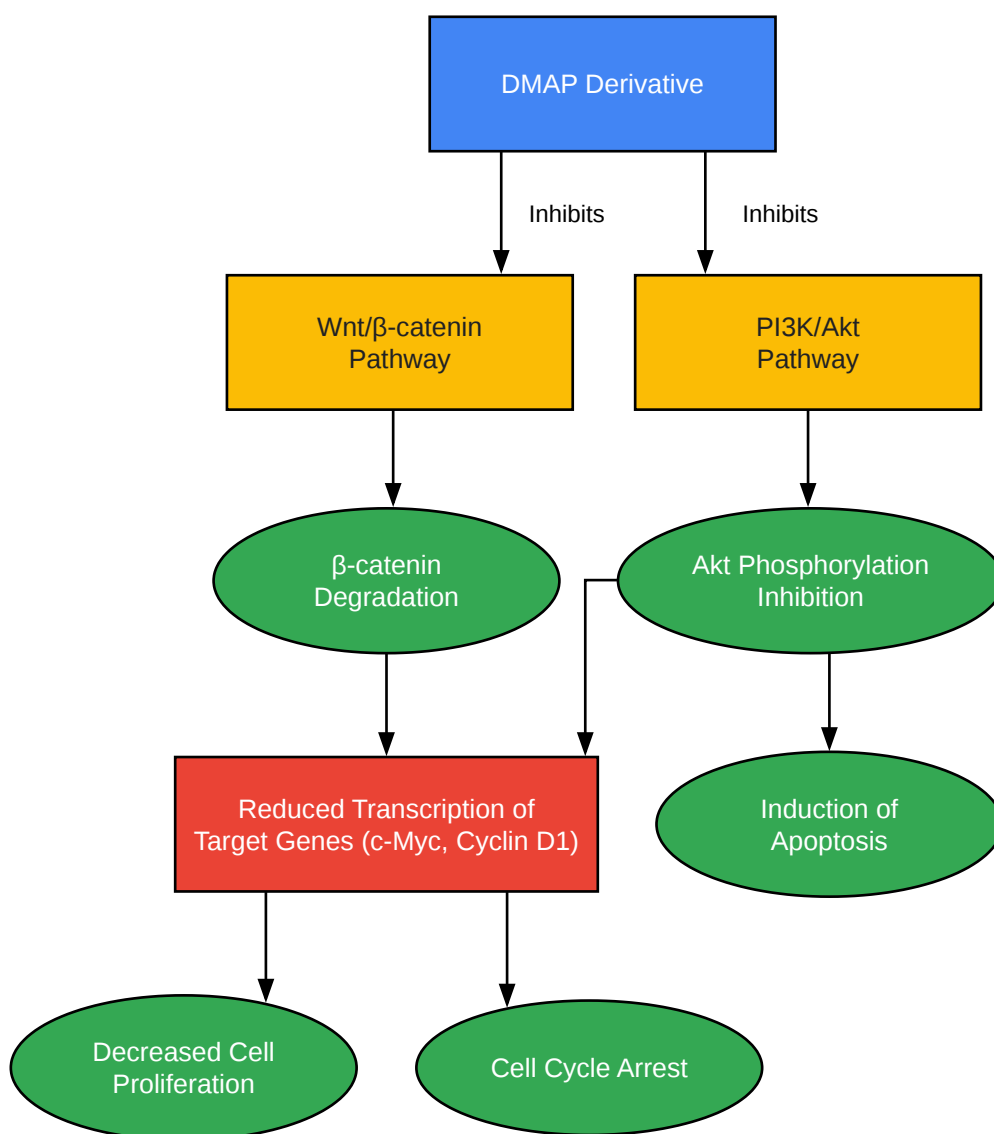 DMAP Derivative
Inhibits
Inhibits
Wnt/β-catenin
Pathway
PI3K/Akt
Pathway
β-catenin
Degradation
Akt Phosphorylation
Inhibition
Reduced Transcription of
Target Genes (c-Myc, Cyclin D1)
Induction of
Apoptosis
Decreased Cell
Proliferation
Cell Cycle Arrest